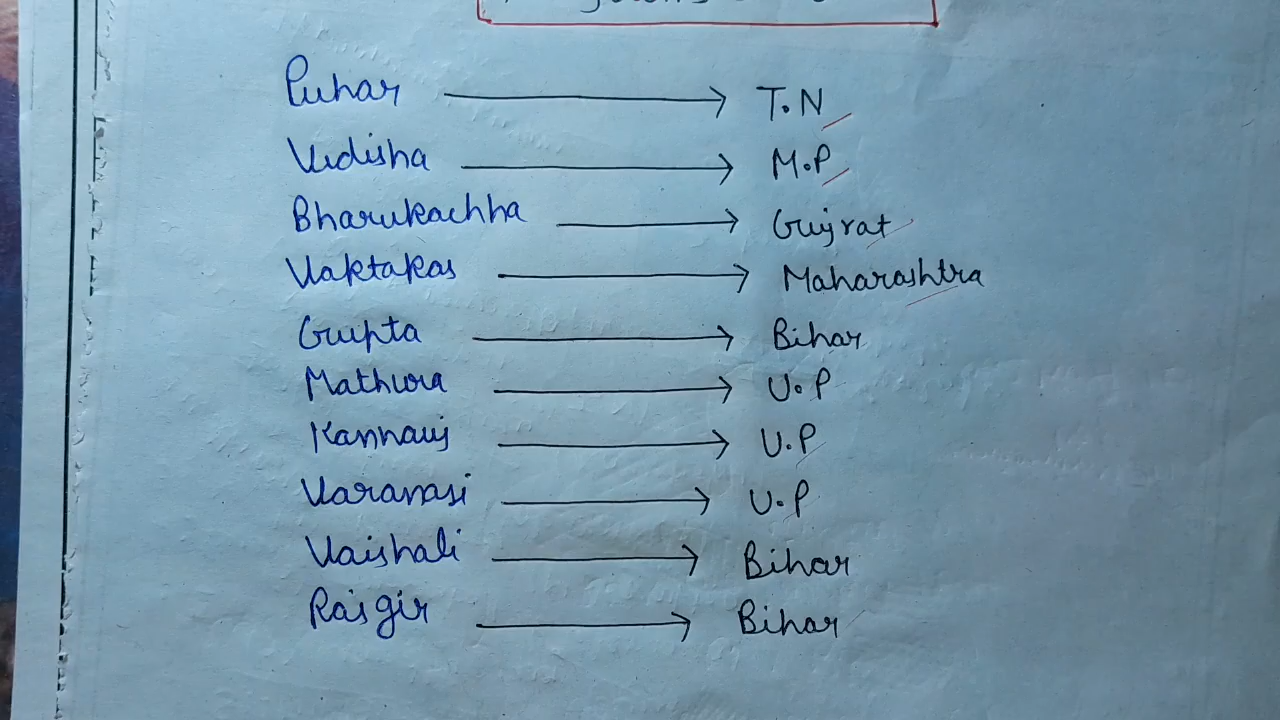 Puhar → T.N
Vidisha → M.P
Bharukachha → Gujrat
Vaktakas → Maharashtra
Gupta → Bihar
Mathura → U.P
Kannauj → U.P
Varanasi → U.P
Vaishali → Bihar
Rajgir → Bihar